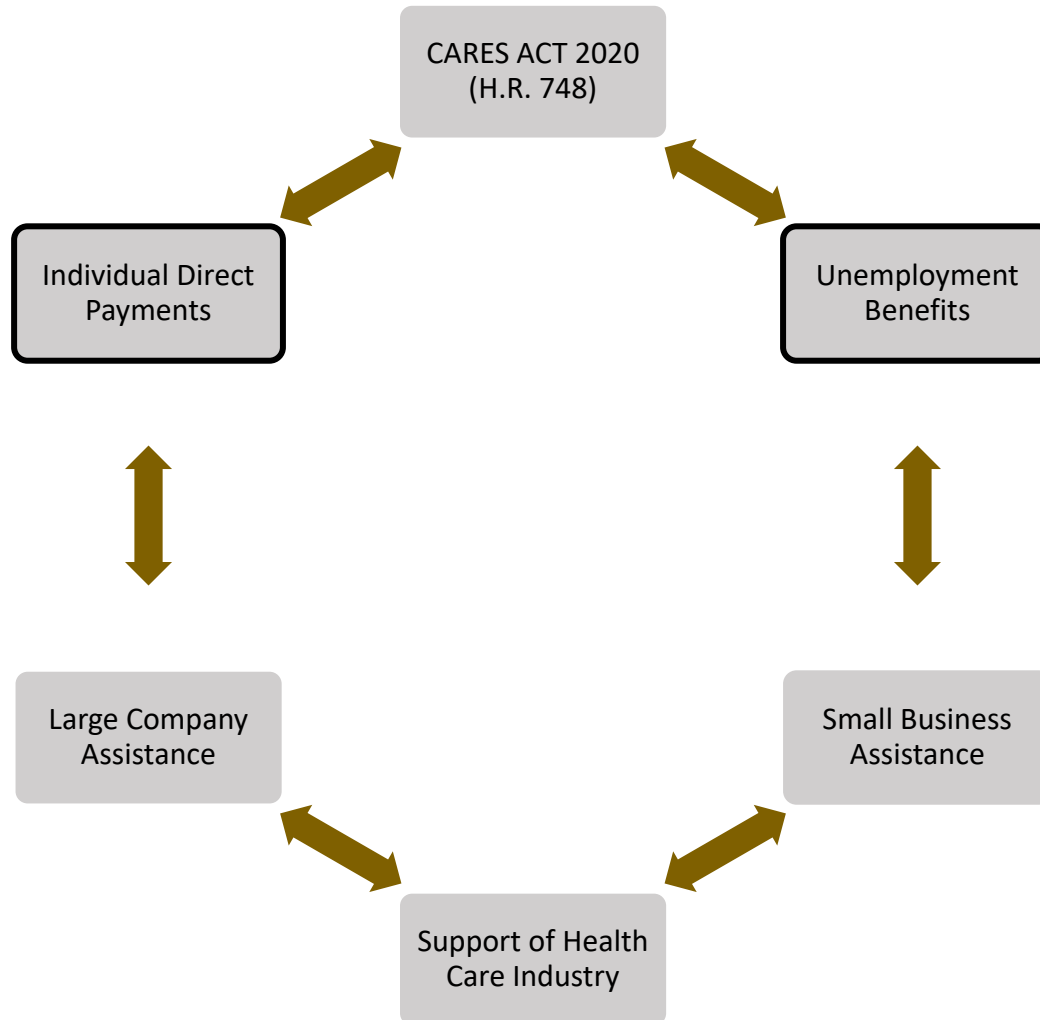 CARES ACT 2020
(H.R. 748)
Individual Direct
Payments
Unemployment
Benefits
Large Company
Assistance
Small Business
Assistance
Support of Health
Care Industry